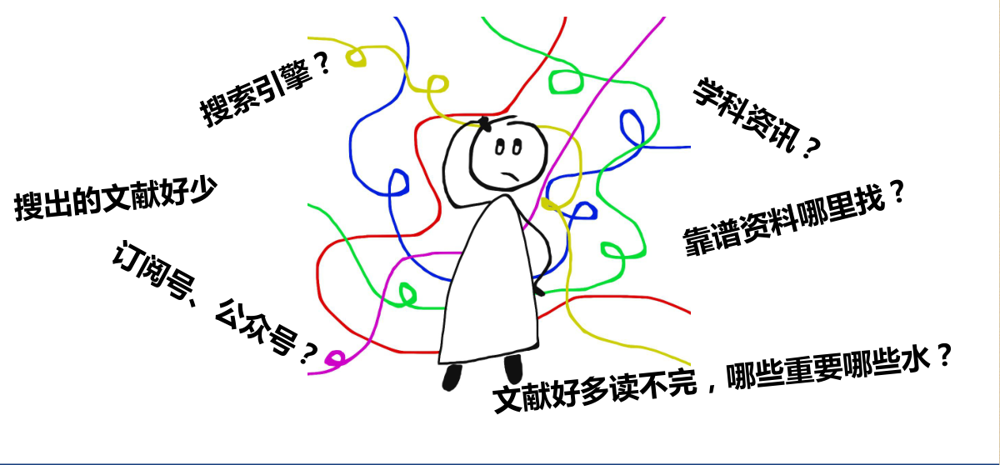 搜索引擎？
学科资讯？
搜出的文献好少
靠谱资料哪里找？
订阅号、公众号？
文献好多读不完，哪些重要哪些水？